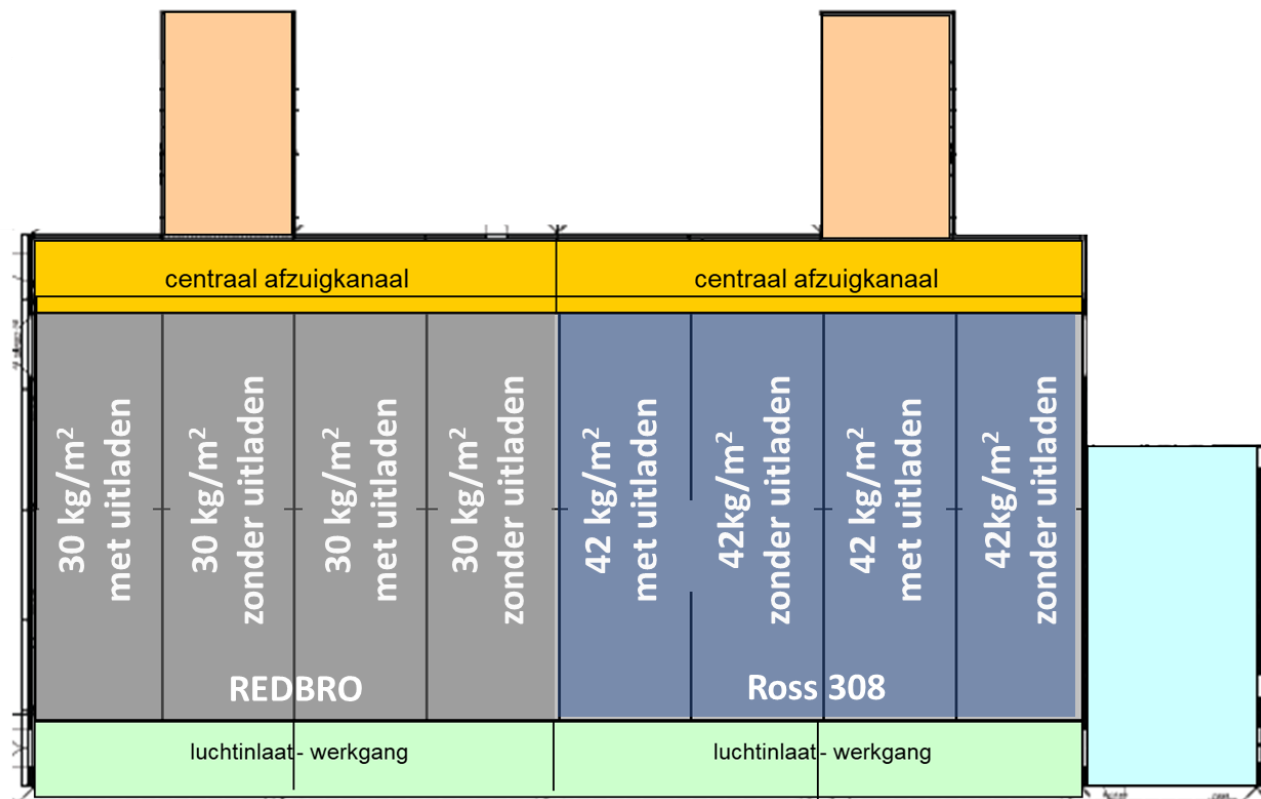 centraal afzuigkanaal
centraal afzuigkanaal
30 kg/m²
met uitladen
30 kg/m²
zonder uitladen
30 kg/m²
met uitladen
30 kg/m²
zonder uitladen
42 kg/m²
met uitladen
42kg/m²
zonder uitladen
42 kg/m²
met uitladen
42kg/m²
zonder uitladen
REDBRO
Ross 308
luchtinlaat- werkgang
luchtinlaat- werkgang